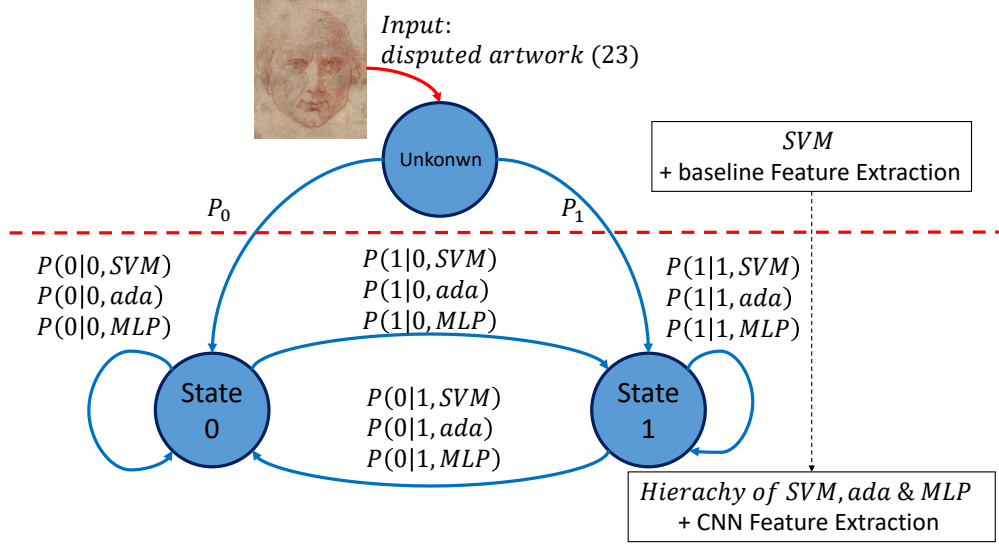 Input:
disputed artwork (23)
Unkonwn
SVM
+ baseline Feature Extraction
P0
P1
P(0|0, SVM)
P(0|0, ada)
P(0|0, MLP)
P(1|0, SVM)
P(1|0, ada)
P(1|0, MLP)
P(1|1, SVM)
P(1|1, ada)
P(1|1, MLP)
State
0
P(0|1, SVM)
P(0|1, ada)
P(0|1, MLP)
State
1
Hierachy of SVM, ada & MLP
+ CNN Feature Extraction